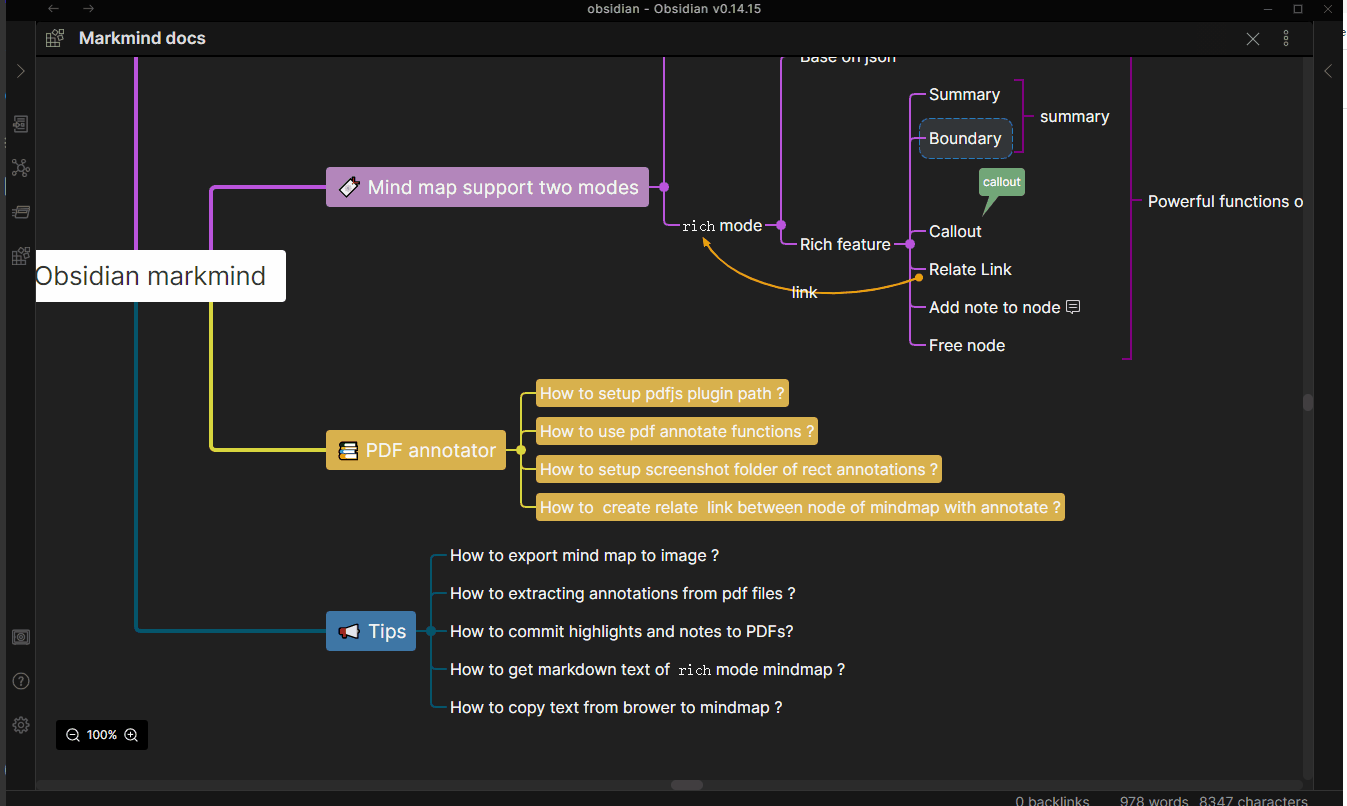 obsidian - Obsidian v0.14.15
Markmind docs
Base on json
Summary
Boundary
summary
callout
Mind map support two modes
Powerful functions o
rich mode
Callout
Rich feature
Relate Link
Obsidian markmind
link
Add note to node
Free node
How to setup pdfjs plugin path ?
How to use pdf annotate functions ?
PDF annotator
How to setup screenshot folder of rect annotations ?
How to  create relate  link between node of mindmap with annotate ?
How to export mind map to image ?
How to extracting annotations from pdf files ?
Tips
How to commit highlights and notes to PDFs?
How to get markdown text of rich mode mindmap ?
How to copy text from brower to mindmap ?
100%
0 backlinks 978 words 8347 characters